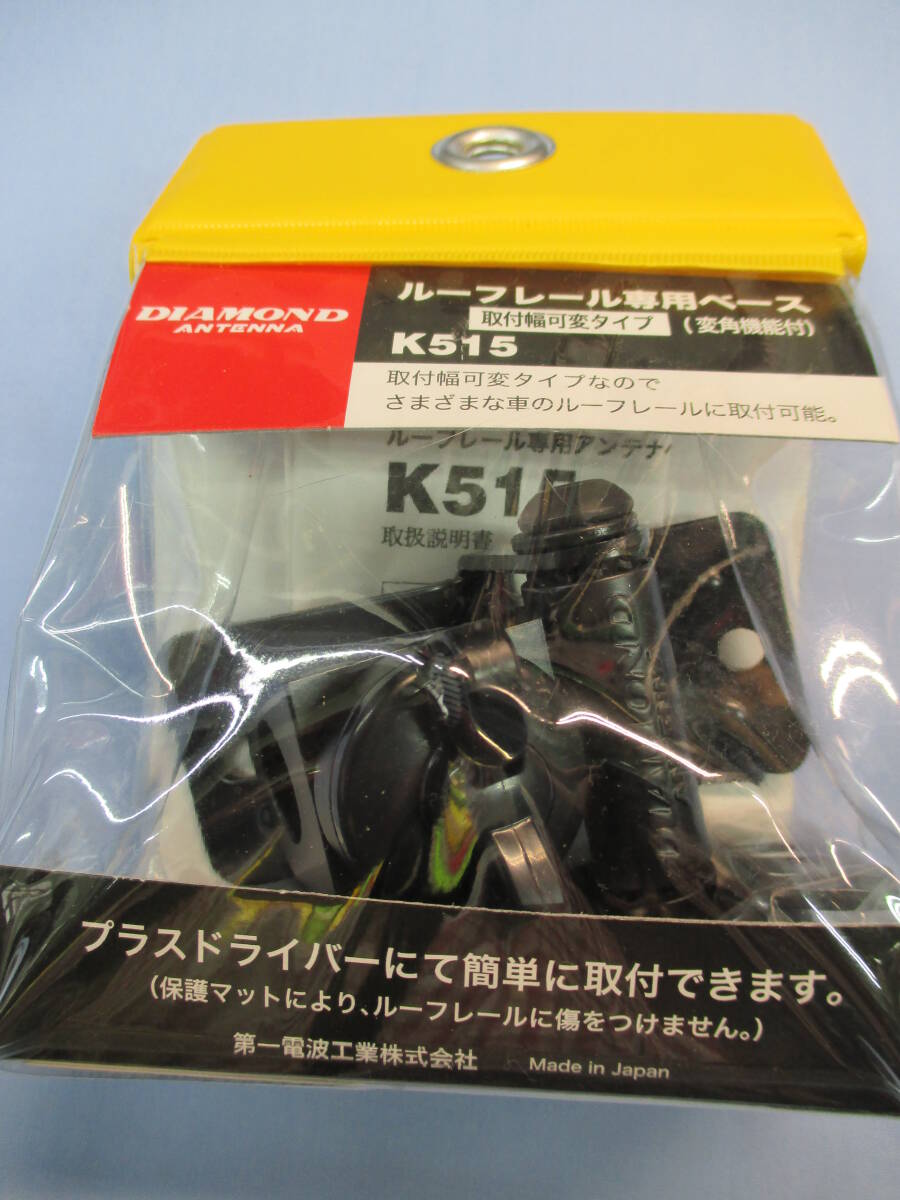 DIAMOND
ANTENNA
ルーフレール専用ベース
取付幅可変タイプ (変角機能付)
K515
取付幅可変タイプなので
さまざまな車のルーフレールに取付可能。
ルーフレール専用アンテナ
K515
取扱説明書
DIAMOND
プラスドライバーにて簡単に取付できます。
(保護マットにより、ルーフレールに傷をつけません。)
第一電波工業株式会社 Made in Japan